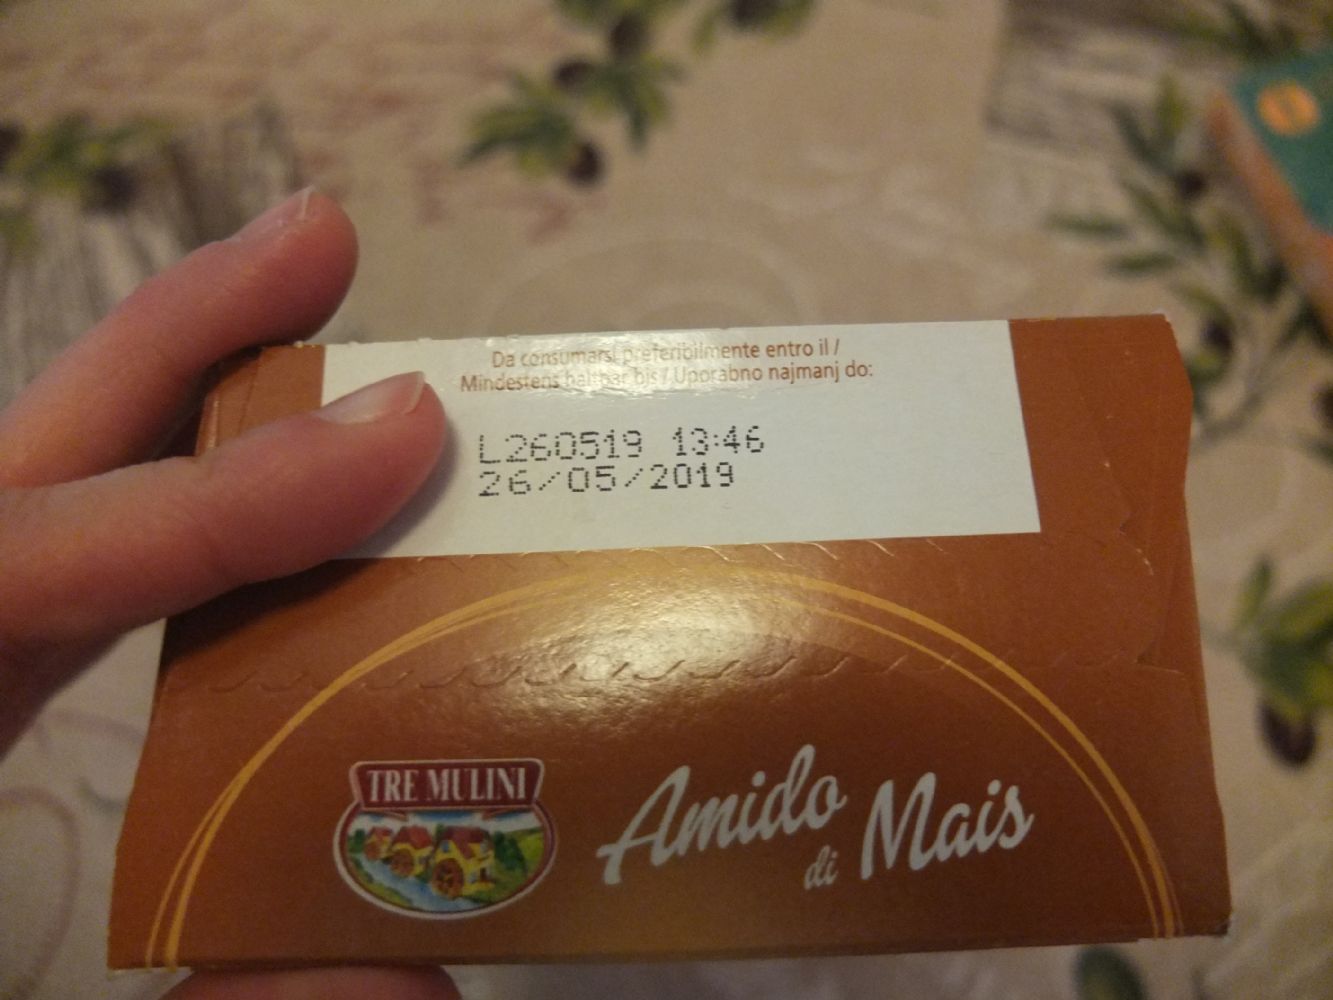 Da consumarsi preferibilmente entro il /
Mindestens haltbar bis / Uporabno najmanj do:
L260519 13:46
26/05/2019
TRE MULINI
Amido
di Mais